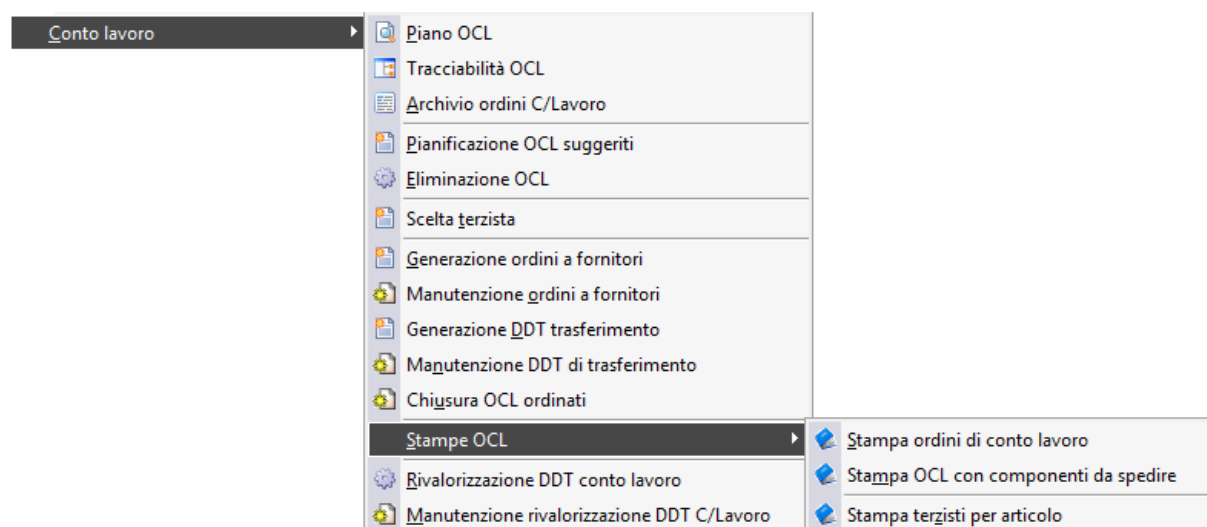 Conto lavoro
Piano OCL
Tracciabilità OCL
Archivio ordini C/Lavoro
Pianificazione OCL suggeriti
Eliminazione OCL
Scelta terzista
Generazione ordini a fornitori
Manutenzione ordini a fornitori
Generazione DDT trasferimento
Manutenzione DDT di trasferimento
Chiusura OCL ordinati
Stampe OCL
Rivalorizzazione DDT conto lavoro
Manutenzione rivalorizzazione DDT C/Lavoro
Stampa ordini di conto lavoro
Stampa OCL con componenti da spedire
Stampa terzisti per articolo